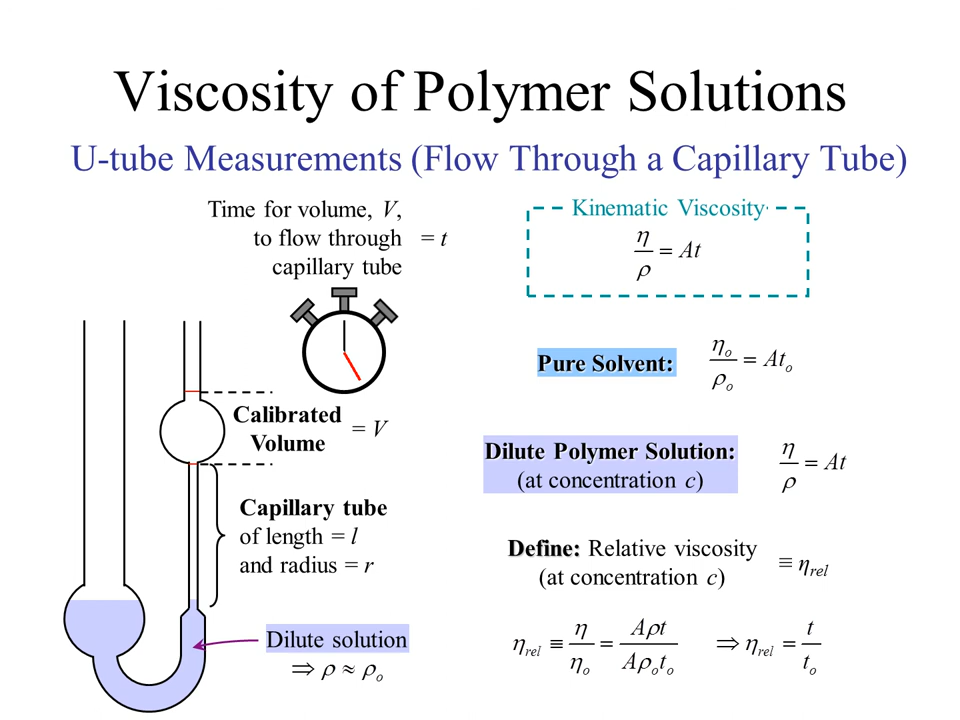 Viscosity of Polymer Solutions
U-tube Measurements (Flow Through a Capillary Tube)
Time for volume, V,
to flow through = t
capillary tube
Kinematic Viscosity
η/ρ = At
Pure Solvent: ηo/ρo = Ato
Calibrated
Volume = V
Dilute Polymer Solution:
(at concentration c)
η/ρ = At
Capillary tube
of length = l
and radius = r
Define: Relative viscosity
(at concentration c)
≡ ηrel
Dilute solution
⇒ ρ ≈ ρo
ηrel ≡ η/ηo = Aρt/Aρoto ⇒ ηrel = t/to